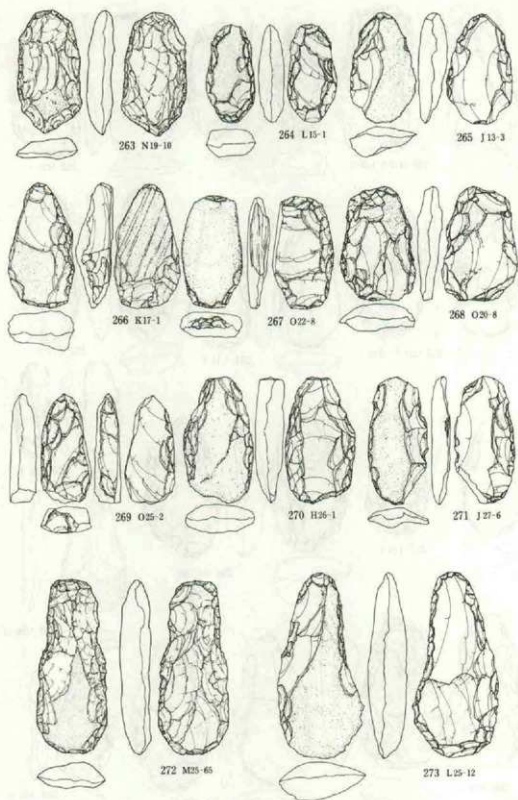 263 N19-10
264 L15-1
265 J13-3
266 K17-1
267 O22-8
268 O20-8
269 O25-2
270 H26-1
271 J27-6
272 M25-65
273 L25-12